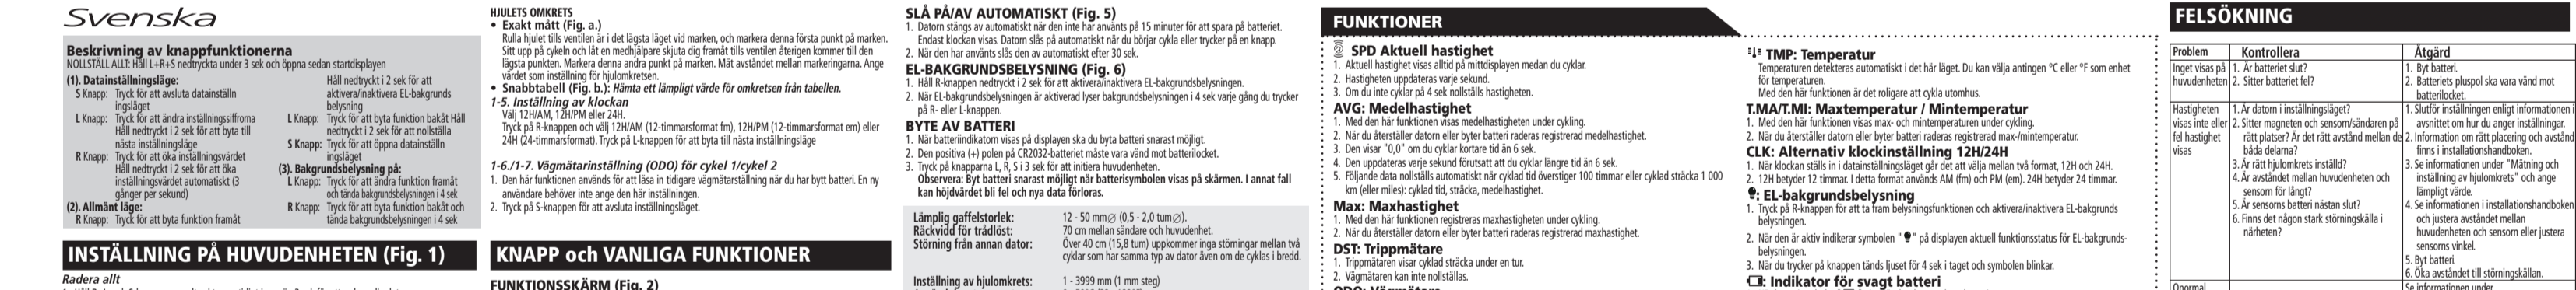 Svenska
Beskrivning av knappfunktionerna
NOLLSTÄLL ALLT: Håll L+R+S nedtryckta under 3 sek och öppna sedan startdisplayen
(1). Datainställningsläge:
S Knapp: Tryck för att avsluta datainställn
ingsläget
L Knapp: Tryck för att ändra inställningssiffroma
Håll nedtryckt i 2 sek för att byta till
nästa inställningsläge
R Knapp: Tryck för att öka inställningsvärdet
Håll nedtryckt i 2 sek för att öka
inställningsvärdet automatiskt (3
gånger per sekund)
(2). Allmänt läge:
R Knapp: Tryck för att byta funktion framåt
Håll nedtryckt i 2 sek för att
aktivera/inaktivera EL-bakgrunds
belysning
L Knapp: Tryck för att byta funktion bakåt Håll
nedtryckt i 2 sek för att nollställa
S Knapp: Tryck för att öppna datainställn
ingsläget
(3). Bakgrundsbelysning på:
L Knapp: Tryck för att ändra funktion framåt
och tända bakgrundsbelysningen i 4 sek
R Knapp: Tryck för att byta funktion bakåt och
tända bakgrundsbelysningen i 4 sek
INSTÄLLNING PÅ HUVUDENHETEN (Fig. 1)
Radera allt
HJULETS OMKRETS
• Exakt mått (Fig. a.)
Rulla hjulet tills ventilen är i det lägsta läget vid marken, och markera denna första punkt på marken.
Sitt upp på cykeln och låt en medhjälpare skjuta dig framåt tills ventilen återigen kommer till den
lägsta punkten. Markera denna andra punkt på marken. Mät avståndet mellan markeringarna. Ange
värdet som inställning för hjulomkretsen.
• Snabbtabell (Fig. b.): Hämta ett lämpligt värde för omkretsen från tabellen.
1-5. Inställning av klockan
Välj 12H/AM, 12H/PM eller 24H.
Tryck på R-knappen och välj 12H/AM (12-timmarsformat fm), 12H/PM (12-timmarsformat em) eller
24H (24-timmarsformat). Tryck på L-knappen för att byta till nästa inställningsläge
1-6./1-7. Vägmätarinställning (ODO) för cykel 1/cykel 2
1. Den här funktionen används för att läsa in tidigare vägmätarställning när du har bytt batteri. En ny
användare behöver inte ange den här inställningen.
2. Tryck på S-knappen för att avsluta inställningsläget.
KNAPP och VANLIGA FUNKTIONER
FUNKTIONSSKÄRM (Fig. 2)
SLÅ PÅ/AV AUTOMATISKT (Fig. 5)
1. Datorn stängs av automatiskt när den inte har använts på 15 minuter för att spara på batteriet.
Endast klockan visas. Datorn slås på automatiskt när du börjar cykla eller trycker på en knapp.
2. När den har använts slås den av automatiskt efter 30 sek.
EL-BAKGRUNDSBELYSNING (Fig. 6)
1. Håll R-knappen nedtryckt i 2 sek för att aktivera/inaktivera EL-bakgrundsbelysningen.
2. När EL-bakgrundsbelysningen är aktiverad lyser bakgrundsbelysningen i 4 sek varje gång du trycker
på R- eller L-knappen.
BYTE AV BATTERI
1. När batteriindikatorn visas på displayen ska du byta batteri snarast möjligt.
2. Den positiva (+) polen på CR2032-batteriet måste vara vänd mot batterilocket.
3. Tryck på knapparna L, R, S i 3 sek för att initiera huvudenheten.
Observera: Byt batteri snarast möjligt när batterisymbolen visas på skärmen. I annat fall
kan höjdvärdet bli fel och nya data förloras.
Lämplig gaffelstorlek: 12 - 50 mm∅ (0,5 - 2,0 tum∅).
Räckvidd för trådlöst: 70 cm mellan sändare och huvudenhet.
Störning från annan dator: Över 40 cm (15,8 tum) uppkommer inga störningar mellan två
cyklar som har samma typ av dator även om de cyklas i bredd.
Inställning av hjulomkrets: 1 - 3999 mm (1 mm steg)
FUNKTIONER
SPD Aktuell hastighet
1. Aktuell hastighet visas alltid på mittdisplayen medan du cyklar.
2. Hastigheten uppdateras varje sekund.
3. Om du inte cyklar på 4 sek nollställs hastigheten.
AVG: Medelhastighet
1. Med den här funktionen visas medelhastigheten under cykling.
2. När du återställer datorn eller byter batteri raderas registrerad medelhastighet.
3. Den visar "0,0" om du cyklar kortare tid än 6 sek.
4. Den uppdateras varje sekund förutsatt att du cyklar längre tid än 6 sek.
5. Följande data nollställs automatiskt när cyklad tid överstiger 100 timmar eller cyklad sträcka 1 000
km (eller miles): cyklad tid, sträcka, medelhastighet.
Max: Maxhastighet
1. Med den här funktionen registreras maxhastigheten under cykling.
2. När du återställer datorn eller byter batteri raderas registrerad maxhastighet.
DST: Trippmätare
1. Trippmätaren visar cyklad sträcka under en tur.
2. Vägmätaren kan inte nollställas.
ODO: Vägmätare
TMP: Temperatur
Temperaturen detekteras automatiskt i det här läget. Du kan välja antingen °C eller °F som enhet
för temperaturen.
Med den här funktionen är det roligare att cykla utomhus.
T.MA/T.MI: Maxtemperatur / Mintemperatur
1. Med den här funktionen visas max- och mintemperaturen under cykling.
2. När du återställer datorn eller byter batteri raderas registrerad max-/mintemperatur.
CLK: Alternativ klockinställning 12H/24H
1. När klockan ställs in i datainställningsläget går det att välja mellan två format, 12H och 24H.
2. 12H betyder 12 timmar. I detta format används AM (fm) och PM (em). 24H betyder 24 timmar.
: EL-bakgrundsbelysning
1. Tryck på R-knappen för att ta fram belysningsfunktionen och aktivera/inaktivera EL-bakgrunds
belysningen.
2. När den är aktiv indikerar symbolen " " på displayen aktuell funktionsstatus för EL-bakgrunds-
belysningen.
3. När du trycker på knappen tänds ljuset för 4 sek i taget och symbolen blinkar.
: Indikator för svagt batteri
FELSÖKNING
Problem Kontrollera Åtgärd
Inget visas på
huvudenheten
1. Är batteriet slut?
2. Sitter batteriet fel?
1. Byt batteri.
2. Batteriets pluspol ska vara vänd mot
batterilocket.
Hastigheten
visas inte eller
fel hastighet
visas
1. Är datorn i inställningsläget?
2. Sitter magneten och sensorn/sändaren på
rätt platser? Är det rätt avstånd mellan de
båda delarna?
3. Är rätt hjulomkrets inställd?
4. Är avståndet mellan huvudenheten och
sensorn för långt?
5. Är sensorns batteri nästan slut?
6. Finns det någon stark störningskälla i
närheten?
1. Slutför inställningen enligt informationen i
avsnittet om hur du anger inställningar.
2. Information om rätt placering och avstånd
finns i installationshandboken.
3. Se informationen under "Mätning och
inställning av hjulomkrets" och ange
lämpligt värde.
4. Se informationen i installationshandboken
och justera avståndet mellan
huvudenheten och sensorn eller justera
sensorns vinkel.
5. Byt batteri.
6. Öka avståndet till störningskällan.
Onormal
Se informationen under